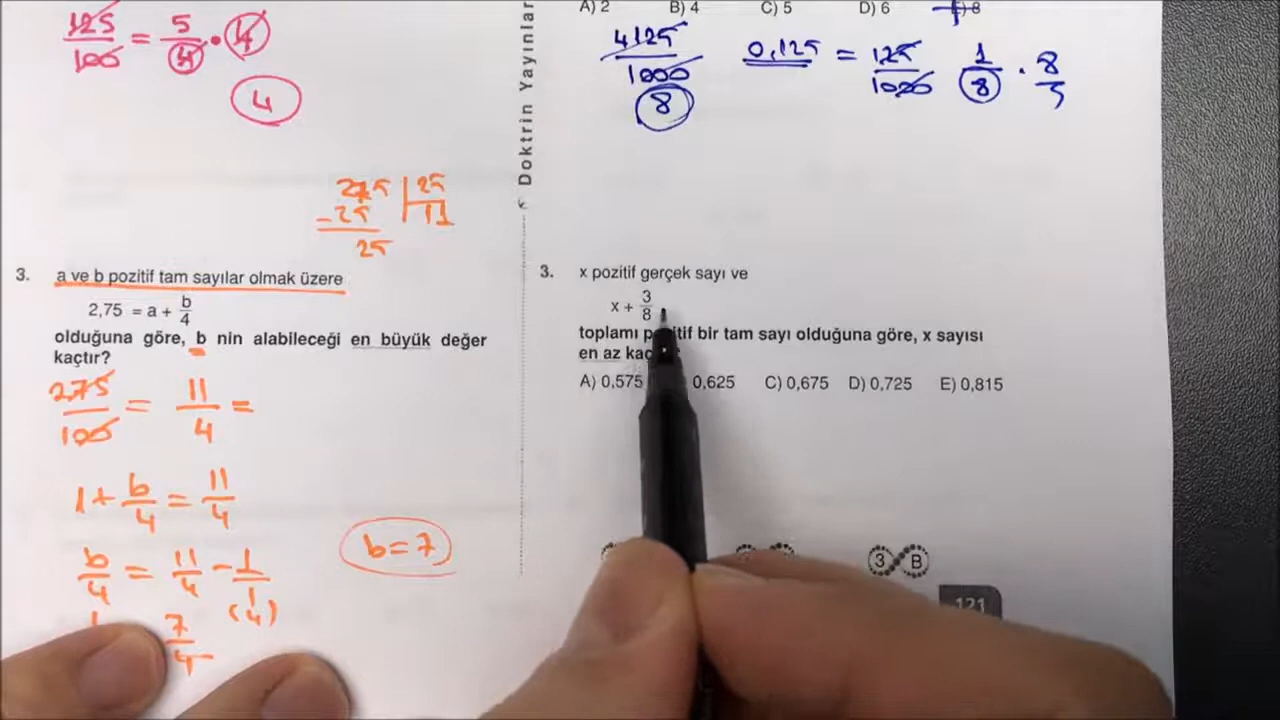 125/100 = 5/4 · 4
4
275 | 25
- 25 | 11
25
3. a ve b pozitif tam sayılar olmak üzere
2,75 = a + b/4
olduğuna göre, b nin alabileceği en büyük değer
kaçtır?
275/100 = 11/4 =
1 + b/4 = 11/4
b/4 = 11/4 - 1/1
(4)
7/4
b = 7
Doktrin Yayınlar
A) 2 B) 4 C) 5 D) 6 E) 8
4125/1000
8
0,125 = 125/1000 1/8 ·
3. x pozitif gerçek sayı ve
x + 3/8
toplamı bir tam sayı olduğuna göre, x sayısı
en az
A) 0,575 0,625 C) 0,675 D) 0,725 E) 0,815
3 B
121